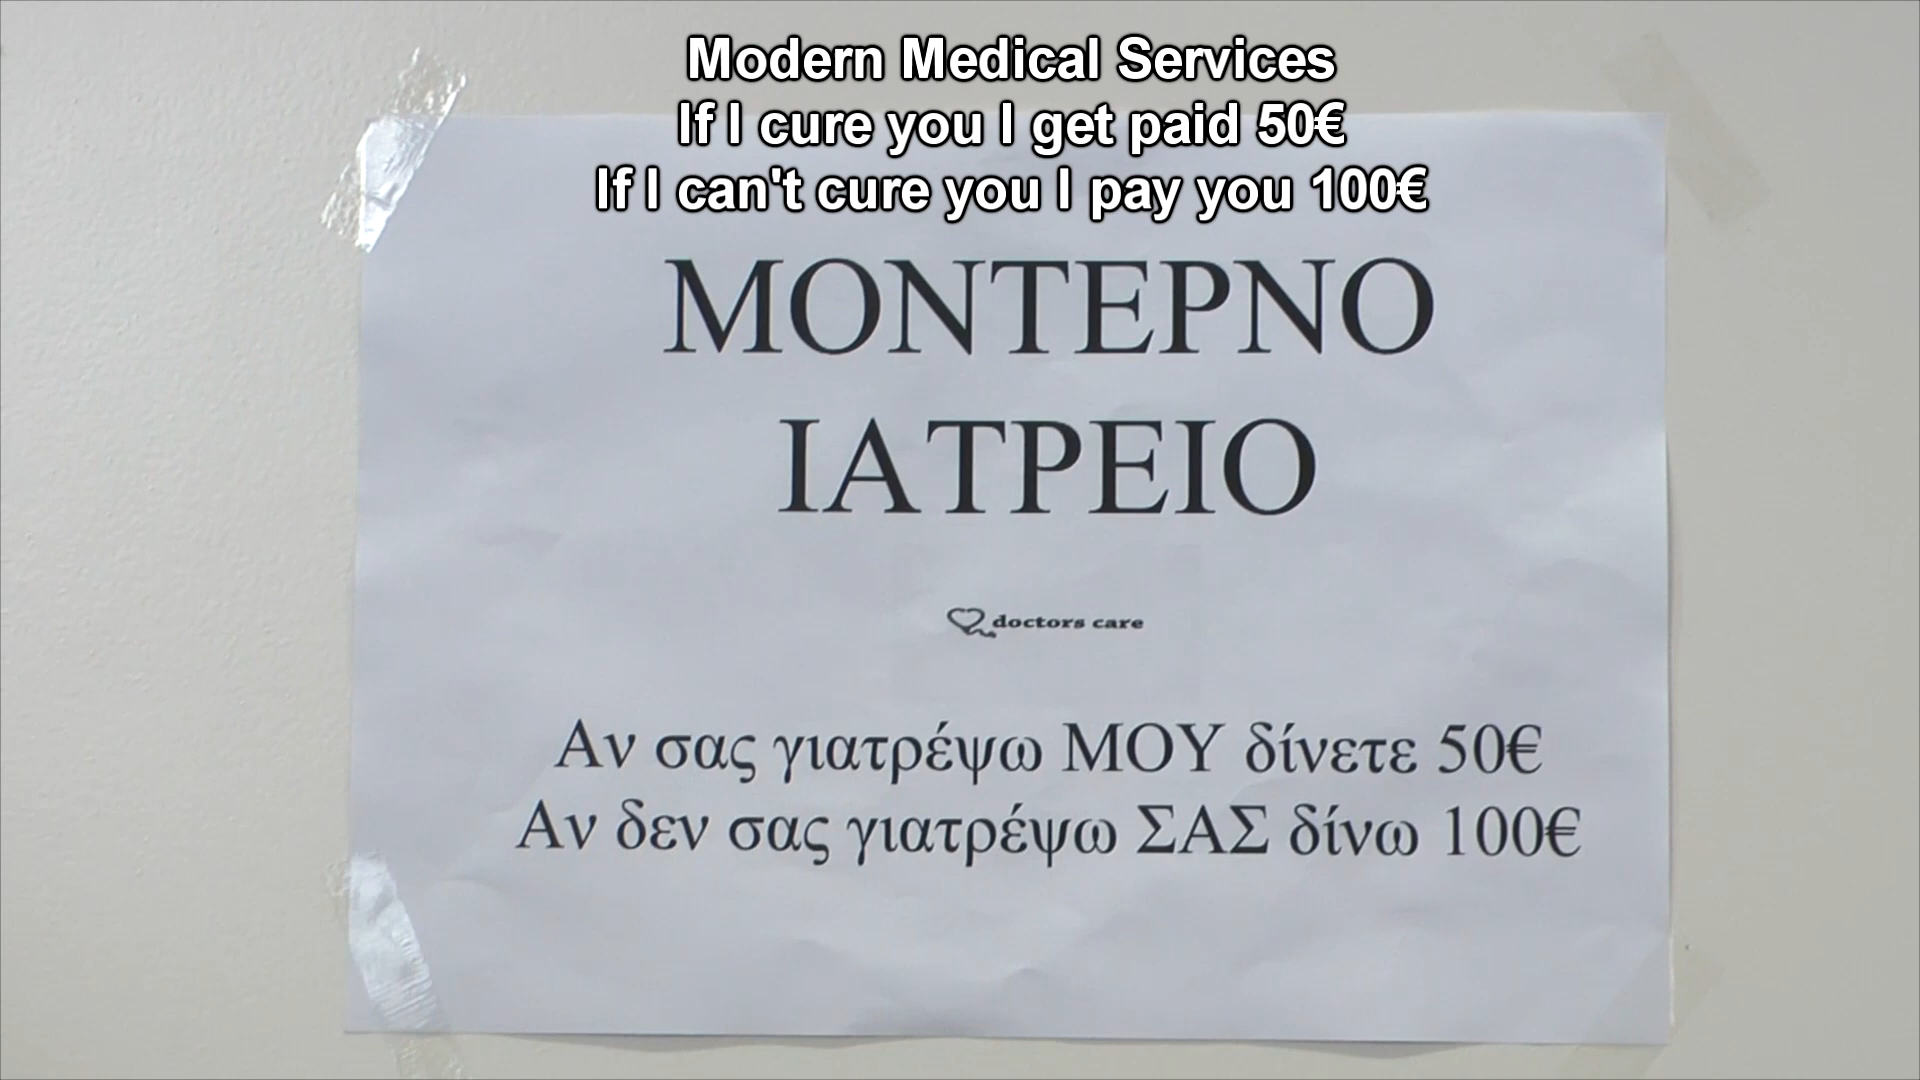 Modern Medical Services
If I cure you I get paid 50€
If I can't cure you I pay you 100€
ΜΟΝΤΕΡΝΟ
ΙΑΤΡΕΙΟ
doctors care
Αν σας γιατρέψω ΜΟΥ δίνετε 50€
Αν δεν σας γιατρέψω ΣΑΣ δίνω 100€